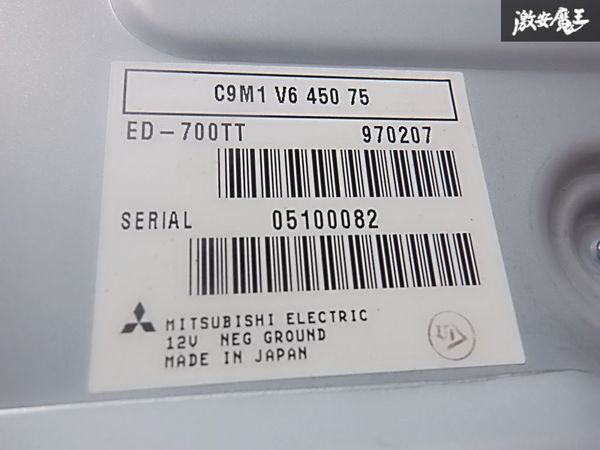 激安魔王
C9M1 V6 450 75
ED-700TT 970207
SERIAL 05100082
MITSUBISHI ELECTRIC
12V NEG GROUND
MADE IN JAPAN